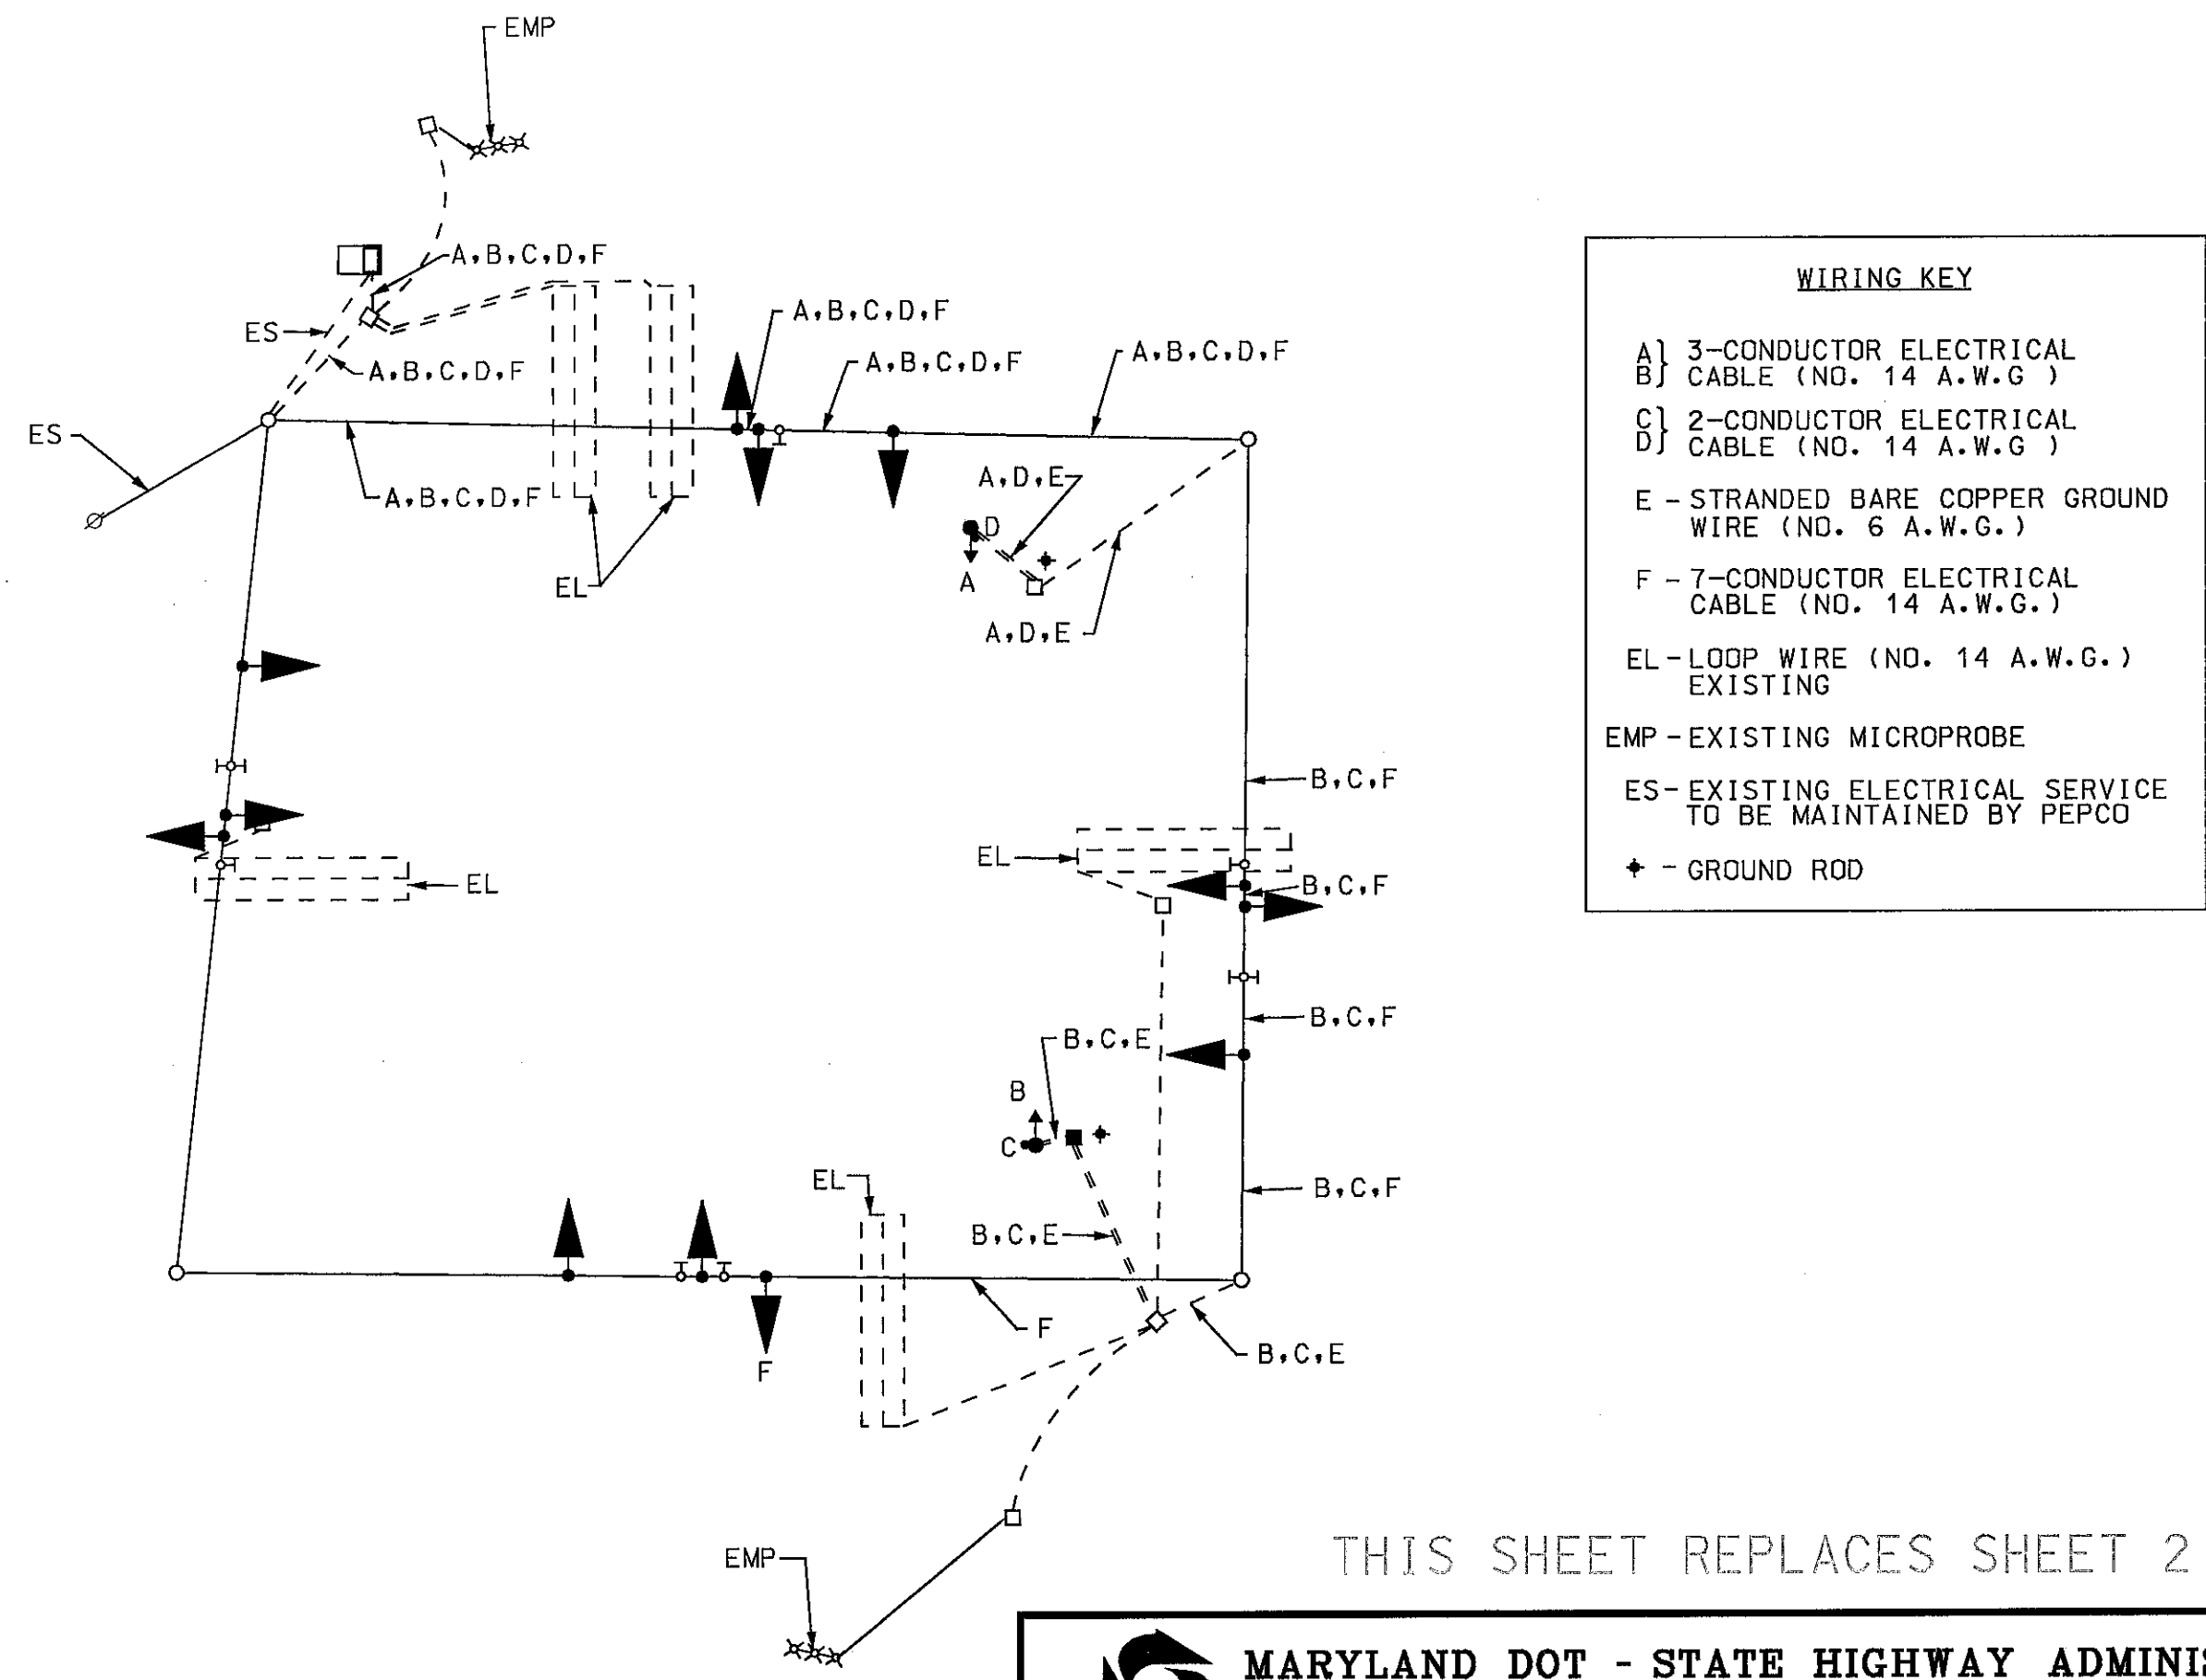 EMP
A,B,C,D,F
ES
A,B,C,D,F
A,B,C,D,F
A,B,C,D,F
A,B,C,D,F
ES
A,B,C,D,F
EL
A,D,E
D
A
A,D,E
B,C,F
EL
EL
B,C,F
B,C,F
B,C,E
B
C
EL
B,C,F
B,C,E
F
F
B,C,E
EMP
WIRING KEY
A} 3-CONDUCTOR ELECTRICAL
B} CABLE (NO. 14 A.W.G )
C} 2-CONDUCTOR ELECTRICAL
D} CABLE (NO. 14 A.W.G )
E - STRANDED BARE COPPER GROUND
WIRE (NO. 6 A.W.G.)
F - 7-CONDUCTOR ELECTRICAL
CABLE (NO. 14 A.W.G.)
EL - LOOP WIRE (NO. 14 A.W.G.)
EXISTING
EMP - EXISTING MICROPROBE
ES - EXISTING ELECTRICAL SERVICE
TO BE MAINTAINED BY PEPCO
- GROUND ROD
THIS SHEET REPLACES SHEET 2
MARYLAND DOT - STATE HIGHWAY ADMINI